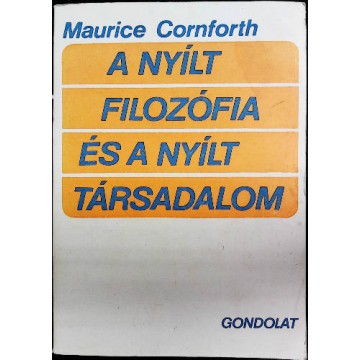 Maurice Cornforth
A NYÍLT
FILOZÓFIA
ÉS A NYÍLT
TÁRSADALOM
GONDOLAT